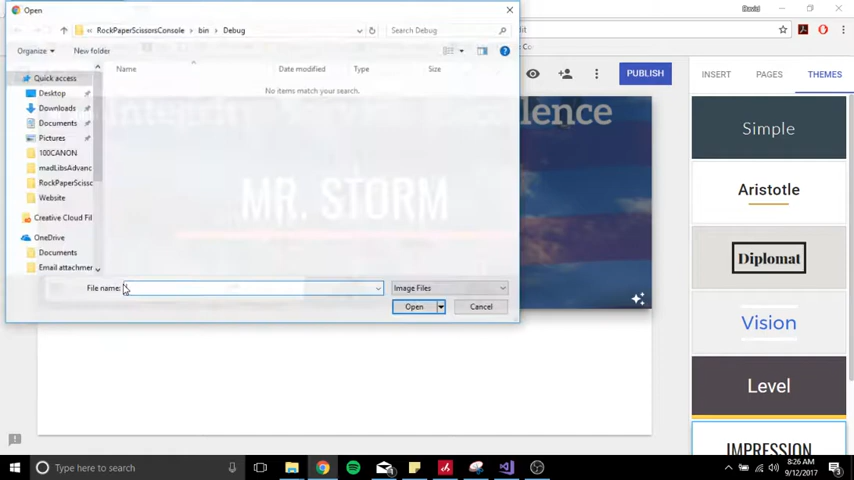 Open
David
« RockPaperScissorsConsole > bin > Debug
Search Debug
Organize
New folder
Name
Date modified
Type
Size
No items match your search.
Quick access
Desktop
Downloads
Documents
Pictures
100CANON
madLibsAdvanc
RockPaperScisso
Website
Creative Cloud Fil
OneDrive
Documents
Email attachmer
File name:
Image Files
Open
Cancel
Integrity
lence
MR. STORM
PUBLISH
INSERT
PAGES
THEMES
Simple
Aristotle
Diplomat
Vision
Level
IMPRESSION
Type here to search
8:26 AM
9/12/2017